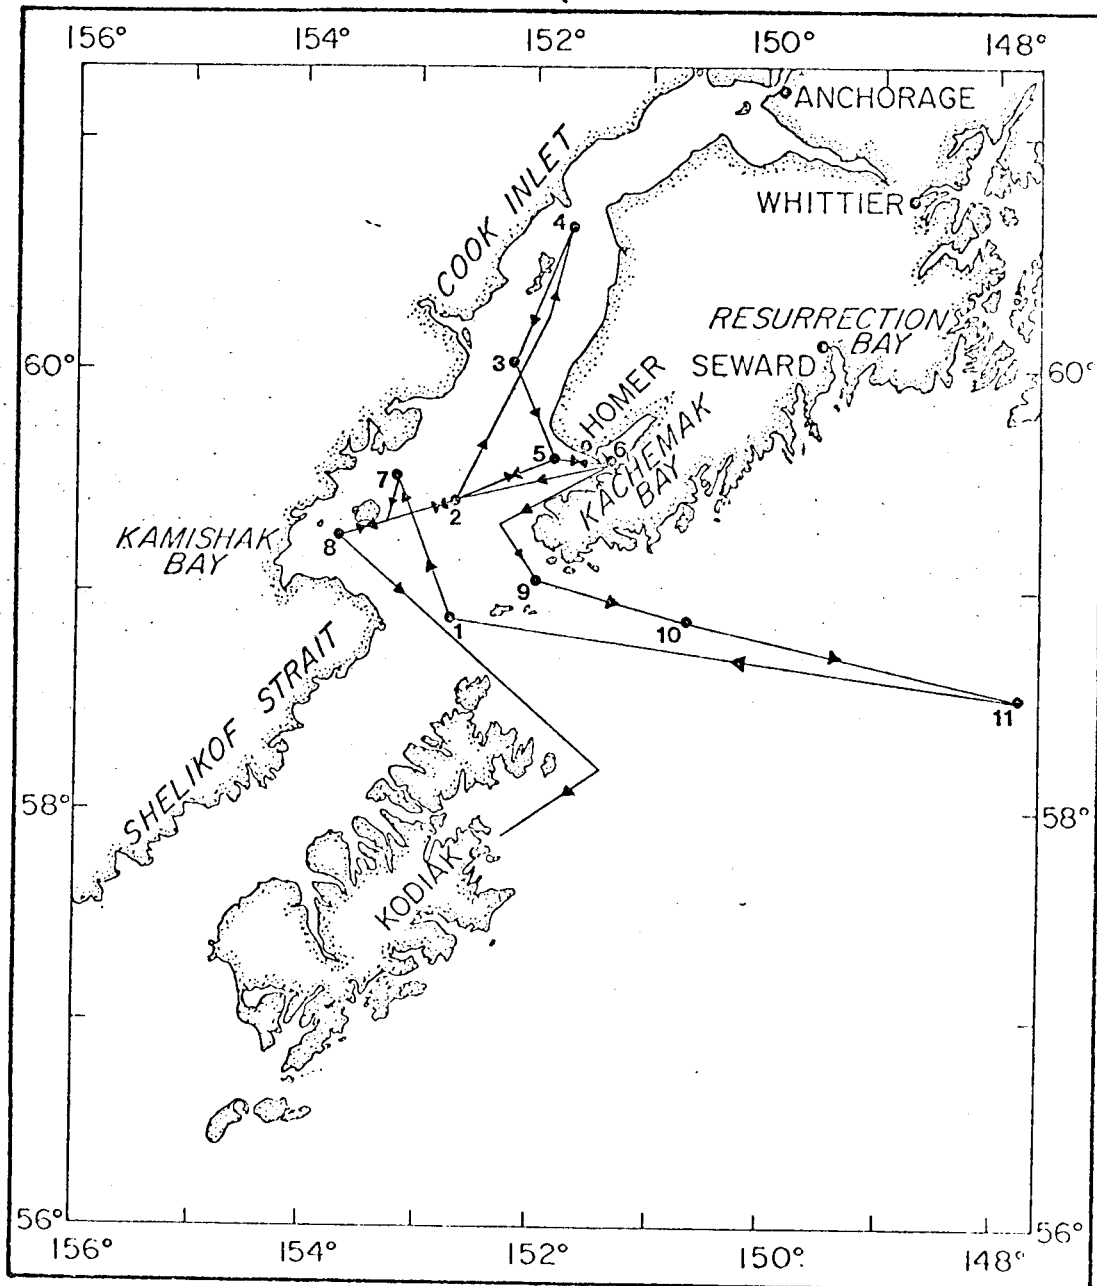 156° 154° 152° 150° 148°
ANCHORAGE
WHITTIER
COOK INLET
4
RESURRECTION
BAY
SEWARD
60° 60°
3
HOMER
KACHEMAK
BAY
5
6
7
2
8
KAMISHAK
BAY
9
1
10
11
SHELIKOF STRAIT
58° 58°
KODIAK
56° 56°
156° 154° 152° 150° 148°